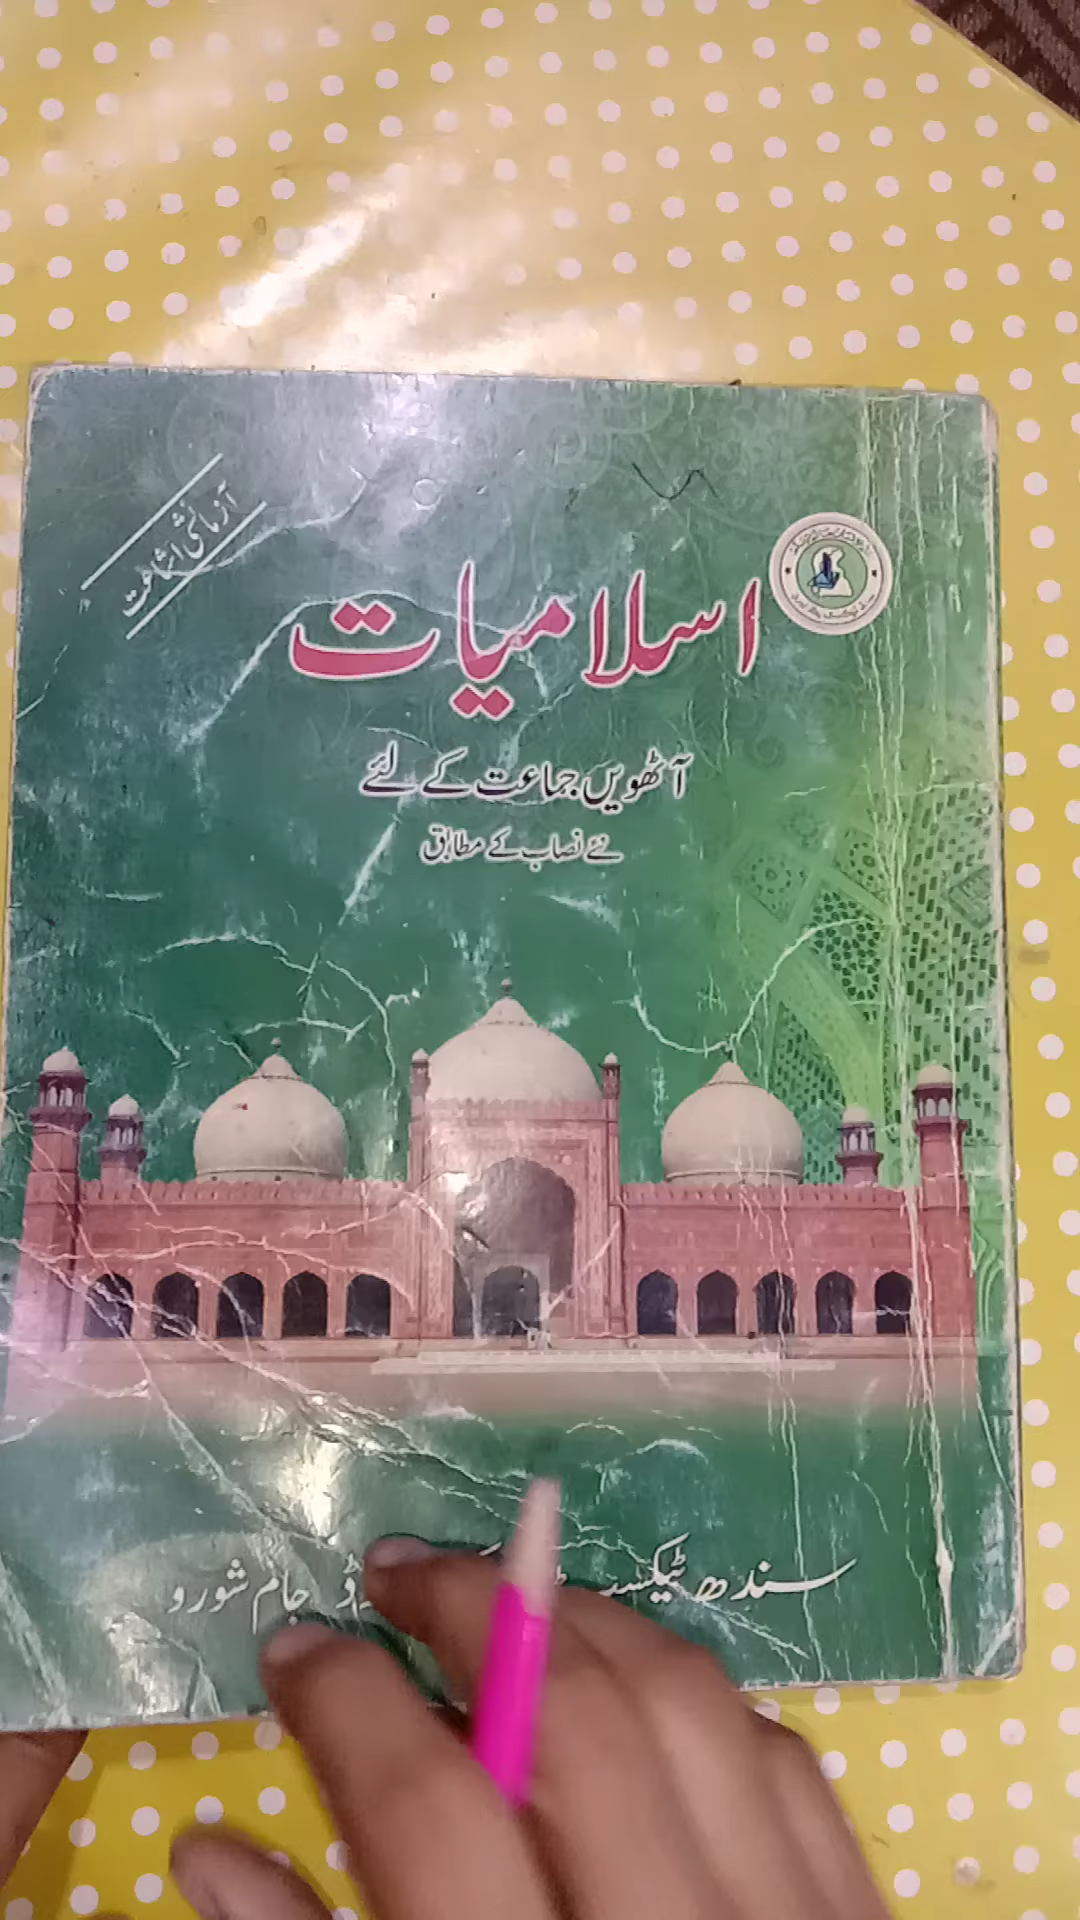 آزمائشی اشاعت
اسلامیات
آٹھویں جماعت کے لئے
نئے نصاب کے مطابق
سندھ ٹیکسٹ جام شورو